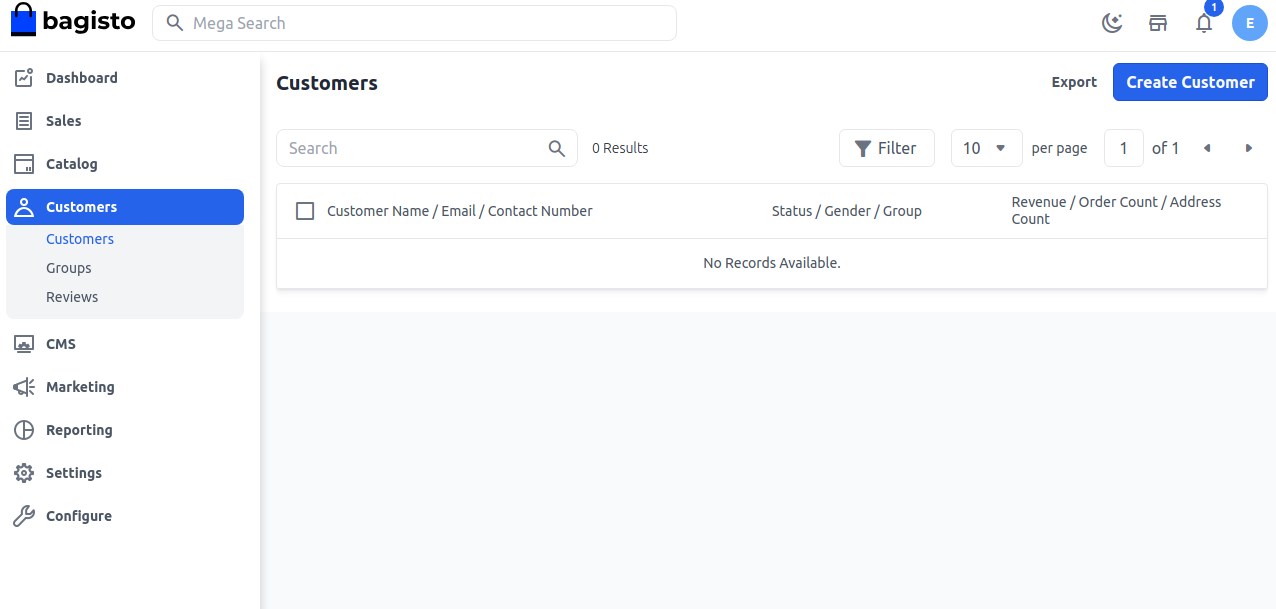 bagisto
Mega Search
1
E
Dashboard
Sales
Catalog
Customers
Customers
Groups
Reviews
CMS
Marketing
Reporting
Settings
Configure
Customers
Export
Create Customer
Search
0 Results
Filter
10
per page
1
of 1
Customer Name / Email / Contact Number
Status / Gender / Group
Revenue / Order Count / Address
Count
No Records Available.